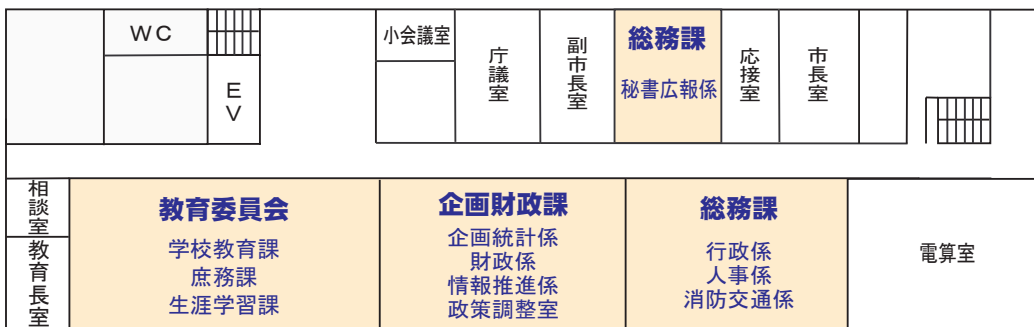 WC
EV
小会議室
庁議室
副市長室
総務課
秘書広報係
応接室
市長室
相談室
教育長室
教育委員会
学校教育課
庶務課
生涯学習課
企画財政課
企画統計係
財政係
情報推進係
政策調整室
総務課
行政係
人事係
消防交通係
電算室